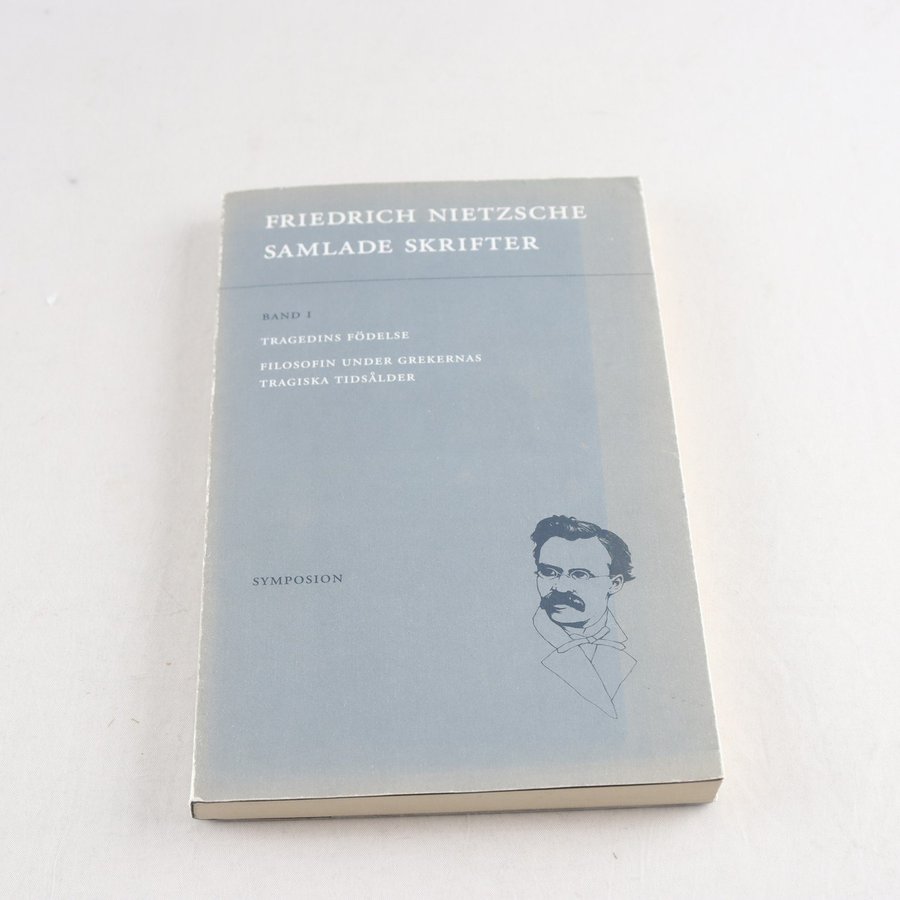 FRIEDRICH NIETZSCHE
SAMLADE SKRIFTER
BAND I
TRAGEDINS FÖDELSE
FILOSOFIN UNDER GREKERNAS
TRAGISKA TIDSÅLDER
SYMPOSION